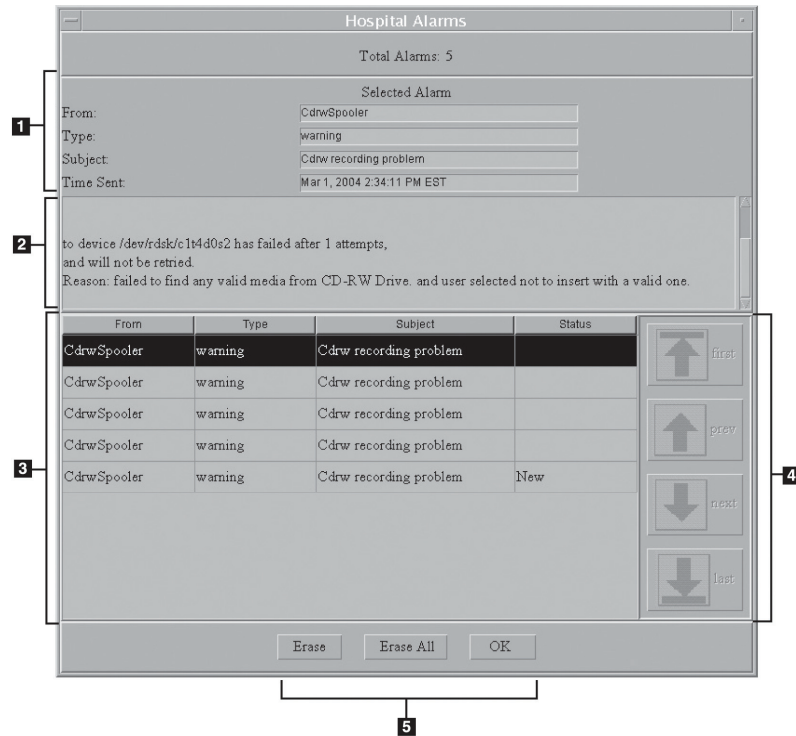 Hospital Alarms
Total Alarms: 5
Selected Alarm
From: CdrwSpooler
Type: warning
Subject: Cdrw recording problem
Time Sent: Mar 1, 2004 2:34:11 PM EST
to device /dev/rdsk/c1t4d0s2 has failed after 1 attempts,
and will not be retried.
Reason: failed to find any valid media from CD-RW Drive. and user selected not to insert with a valid one.
From Type Subject Status
CdrwSpooler warning Cdrw recording problem
CdrwSpooler warning Cdrw recording problem
CdrwSpooler warning Cdrw recording problem
CdrwSpooler warning Cdrw recording problem
CdrwSpooler warning Cdrw recording problem New
first
prev
next
last
Erase Erase All OK
1
2
3
4
5